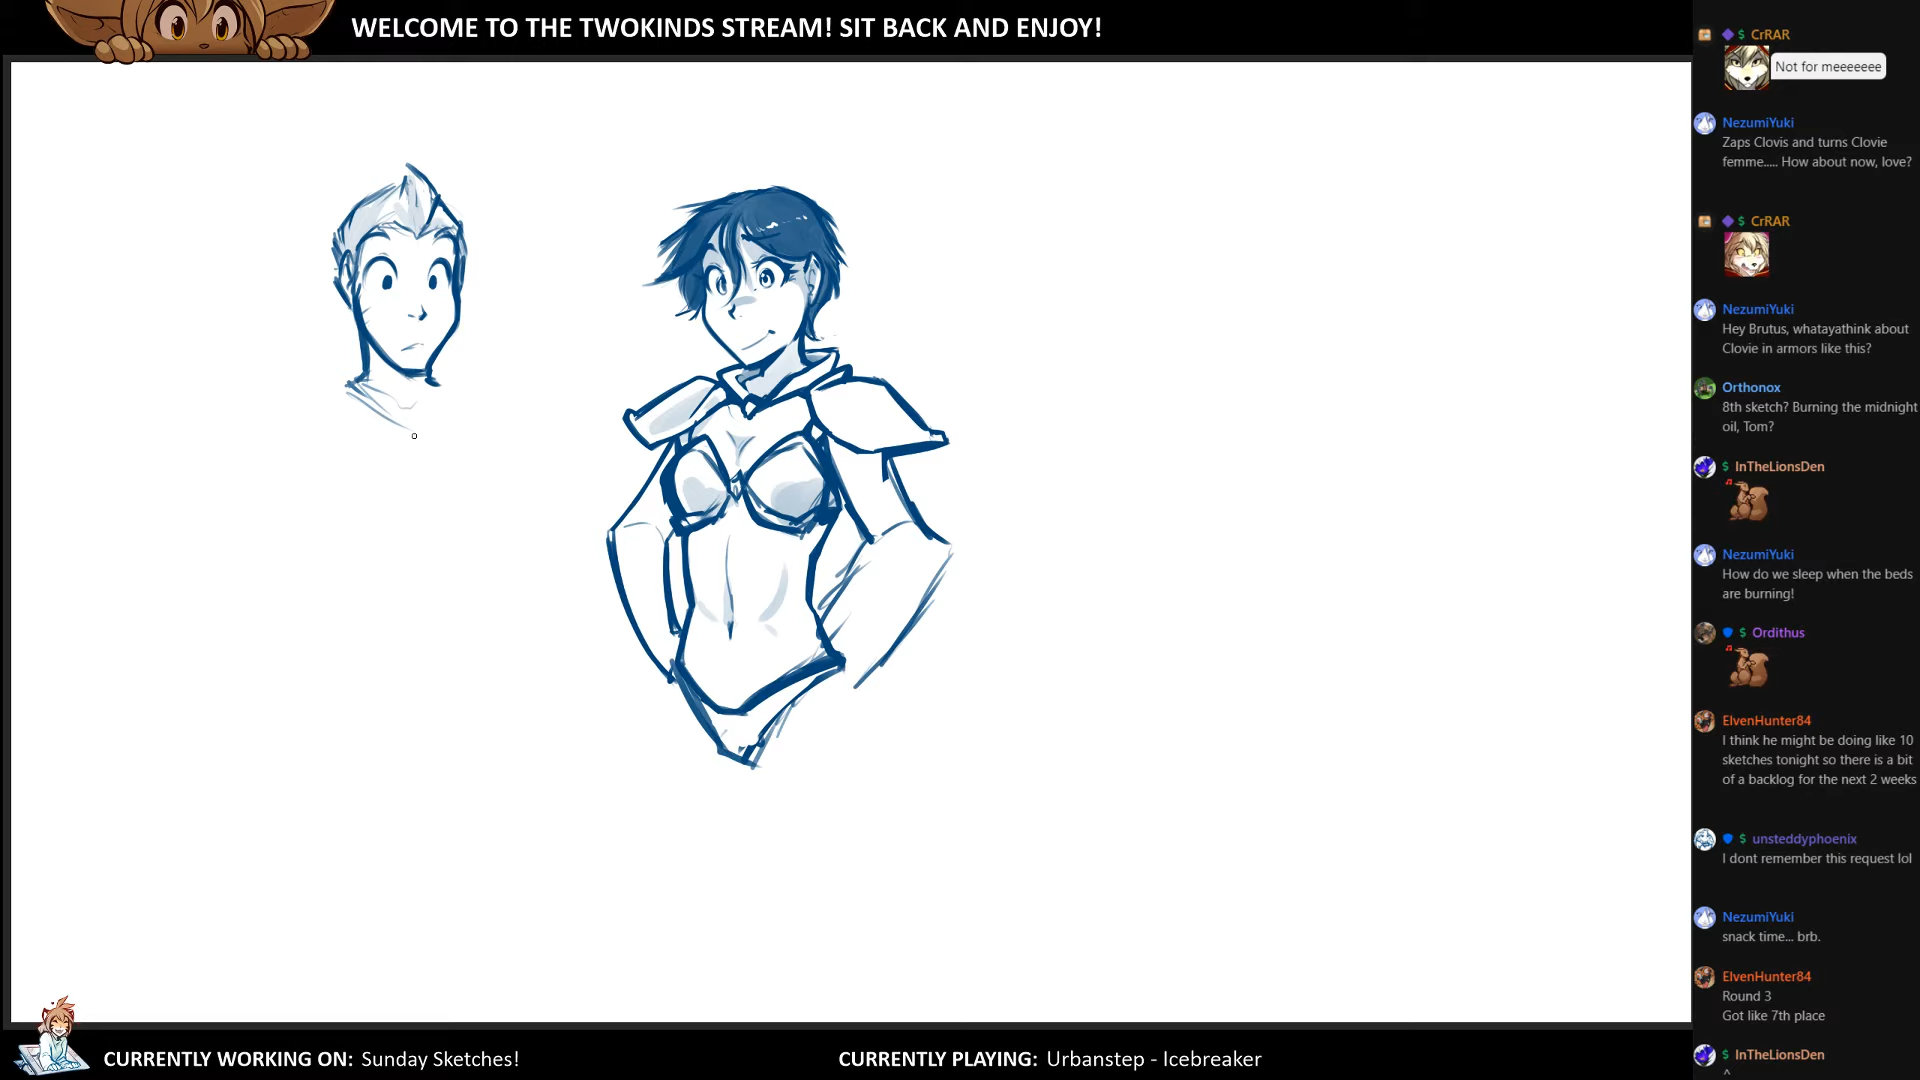 WELCOME TO THE TWOKINDS STREAM! SIT BACK AND ENJOY!
$ CrRAR
Not for meeeeeee
NezumiYuki
Zaps Clovis and turns Clovie
femme..... How about now, love?
$ CrRAR
NezumiYuki
Hey Brutus, whatayathink about
Clovie in armors like this?
Orthonox
8th sketch? Burning the midnight
oil, Tom?
$ InTheLionsDen
NezumiYuki
How do we sleep when the beds
are burning!
$ Ordithus
ElvenHunter84
I think he might be doing like 10
sketches tonight so there is a bit
of a backlog for the next 2 weeks
$ unsteddyphoenix
I dont remember this request lol
NezumiYuki
snack time... brb.
ElvenHunter84
Round 3
Got like 7th place
$ InTheLionsDen
^
CURRENTLY WORKING ON: Sunday Sketches!
CURRENTLY PLAYING: Urbanstep - Icebreaker